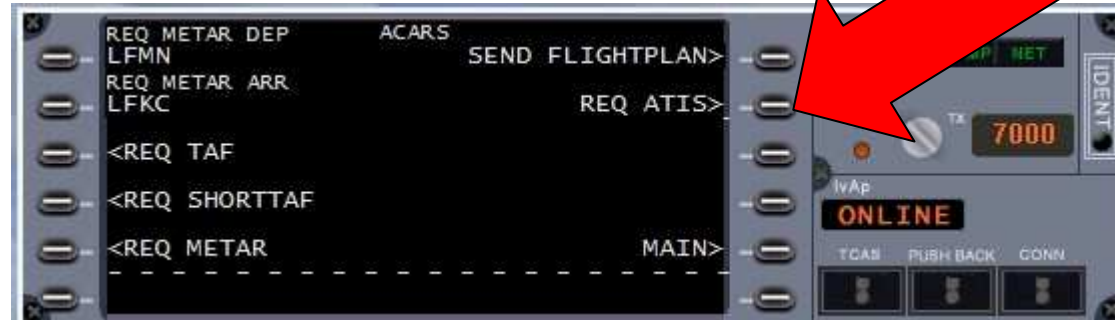 REQ METAR DEP ACARS
LFMN SEND FLIGHTPLAN>
REQ METAR ARR
LFKC REQ ATIS>
<REQ TAF
<REQ SHORTTAF
<REQ METAR MAIN>
NET
IDENT
TX
7000
IvAp
ONLINE
TCAS PUSH BACK CONN